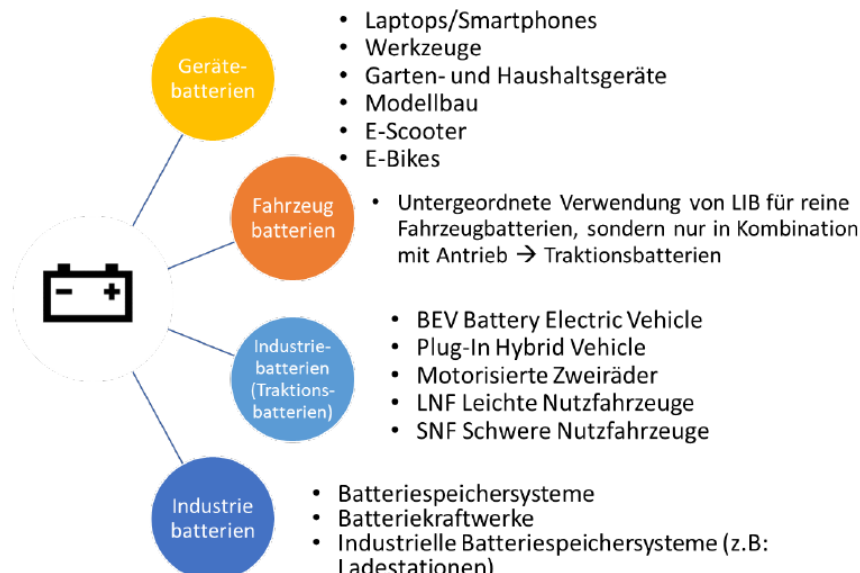 Geräte-
batterien
• Laptops/Smartphones
• Werkzeuge
• Garten- und Haushaltsgeräte
• Modellbau
• E-Scooter
• E-Bikes
Fahrzeug
batterien
• Untergeordnete Verwendung von LIB für reine
Fahrzeugbatterien, sondern nur in Kombination
mit Antrieb → Traktionsbatterien
Industrie-
batterien
(Traktions-
batterien)
• BEV Battery Electric Vehicle
• Plug-In Hybrid Vehicle
• Motorisierte Zweiräder
• LNF Leichte Nutzfahrzeuge
• SNF Schwere Nutzfahrzeuge
Industrie
batterien
• Batteriespeichersysteme
• Batteriekraftwerke
• Industrielle Batteriespeichersysteme (z.B:
Ladestationen)